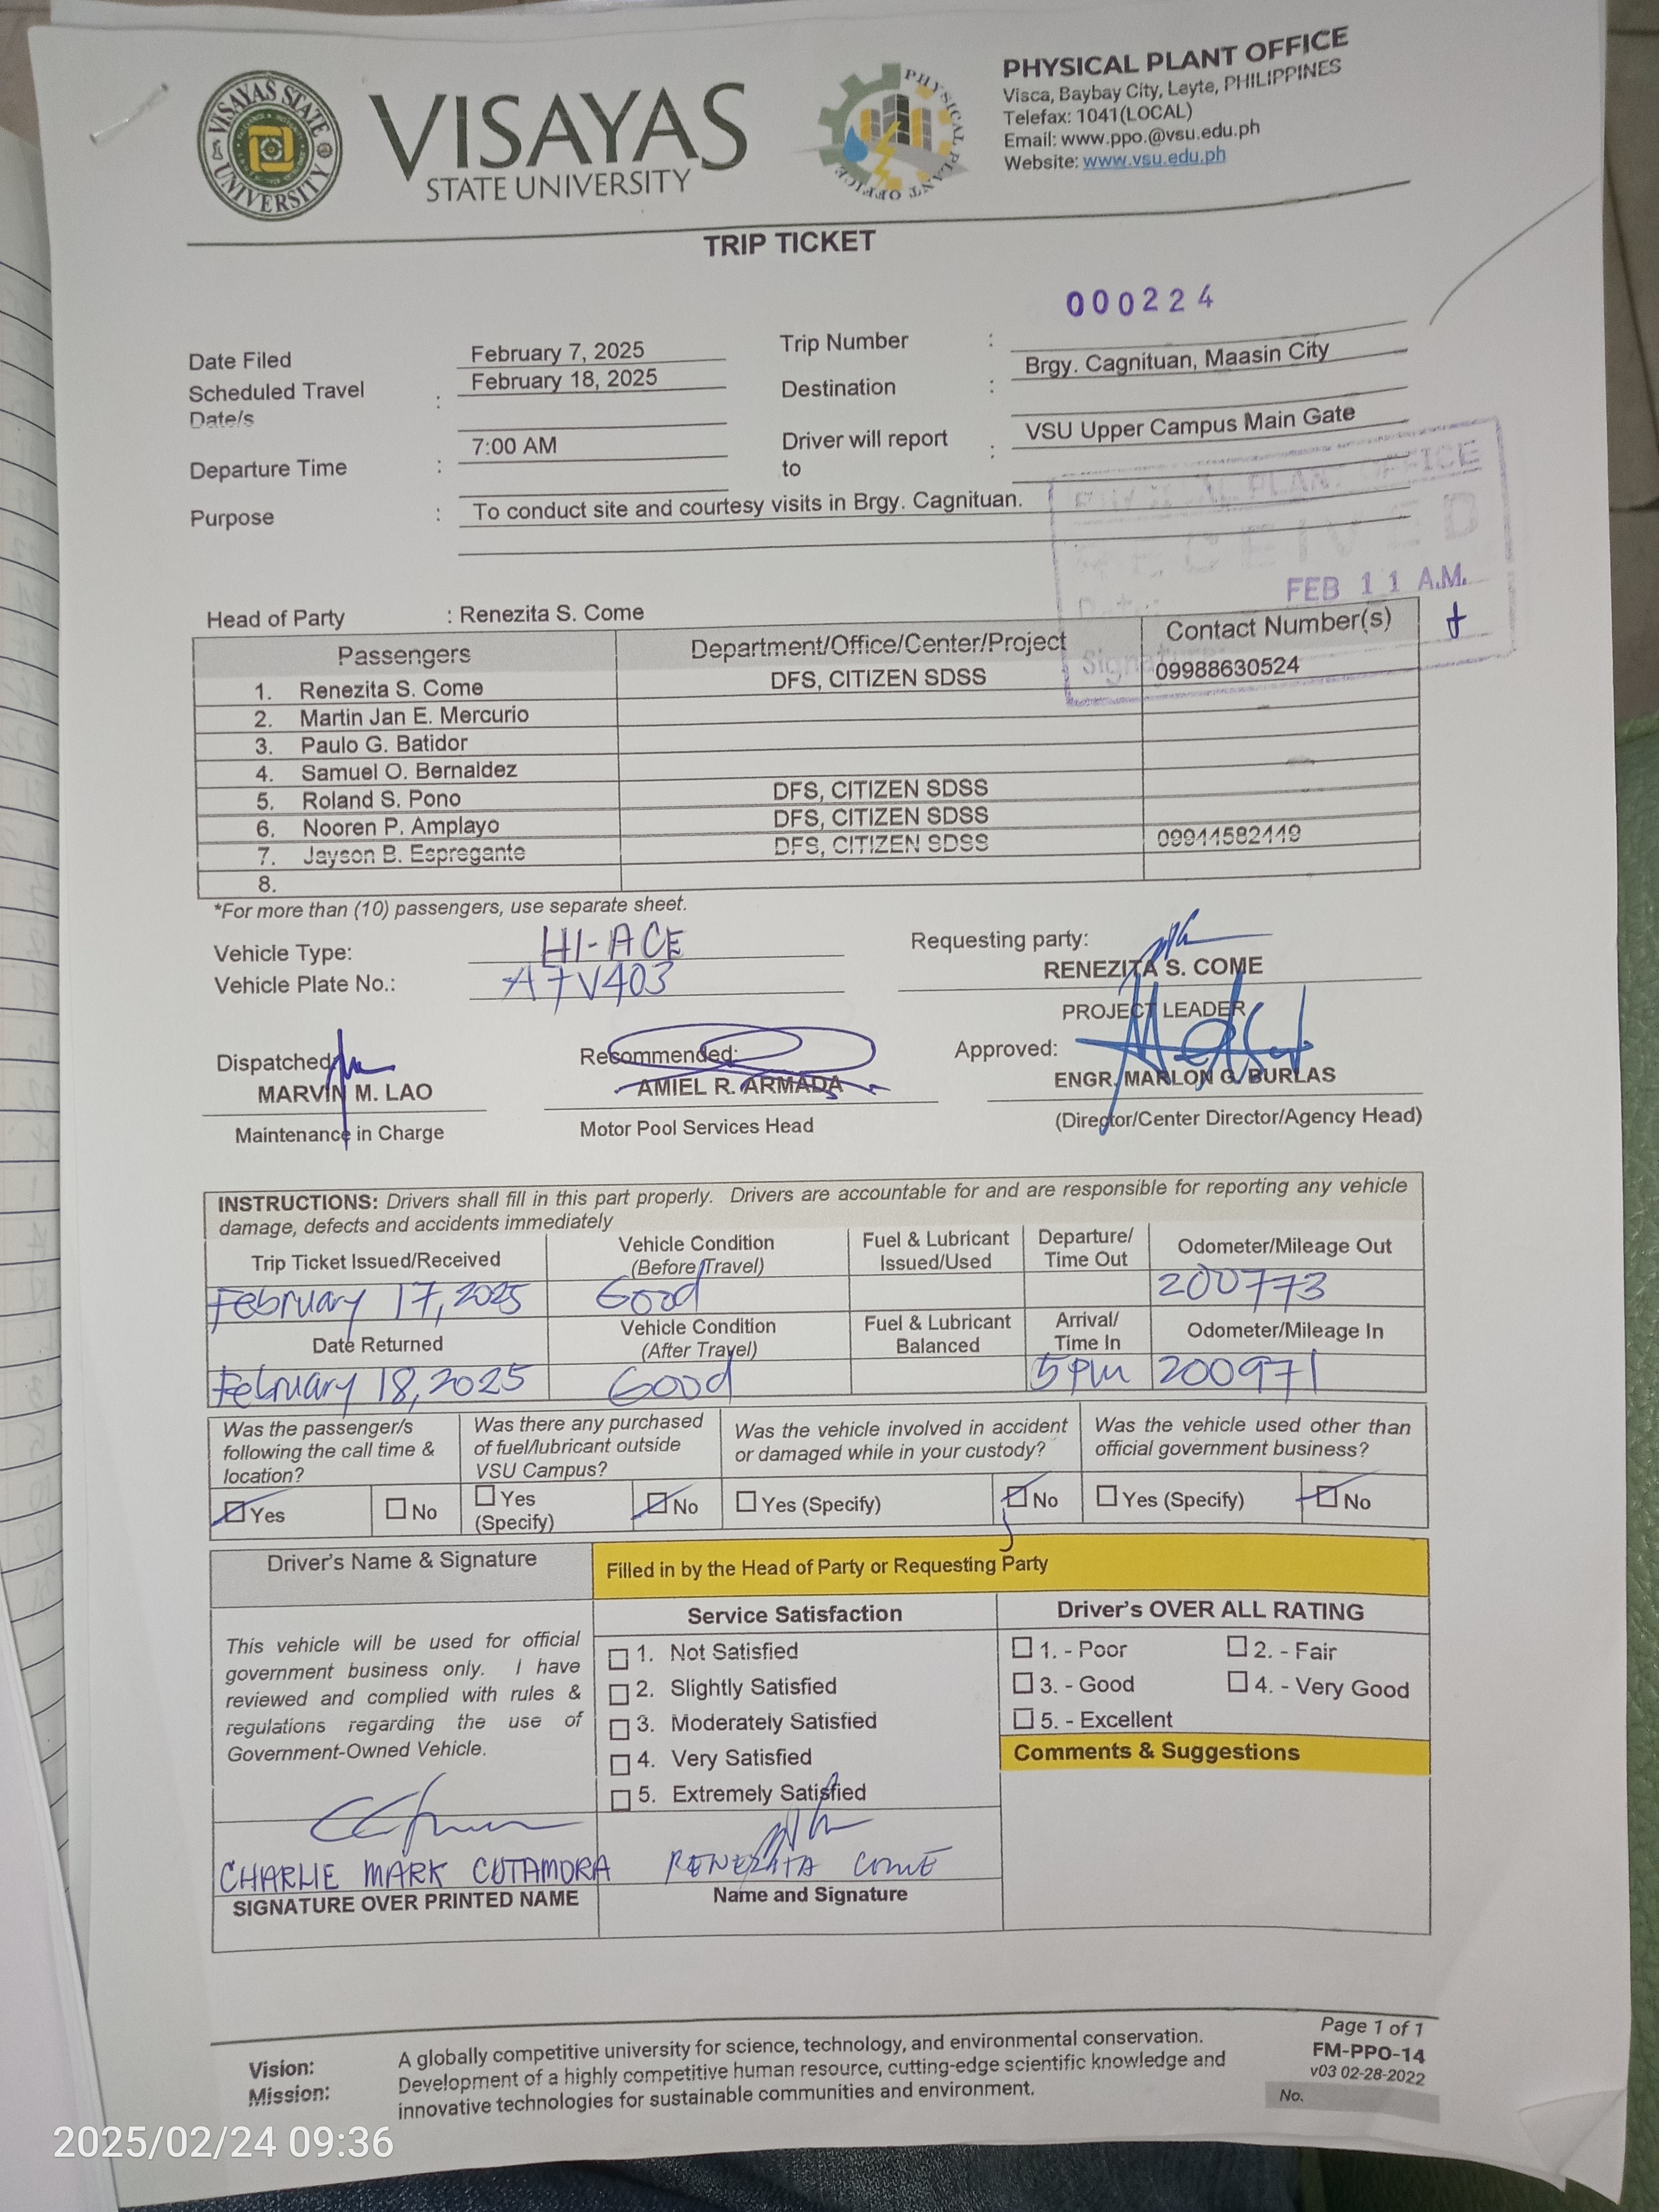 VISAYAS STATE UNIVERSITY
VISAYAS
STATE UNIVERSITY
PHYSICAL PLANT OFFICE
PHYSICAL PLANT OFFICE
Visca, Baybay City, Leyte, PHILIPPINES
Telefax: 1041(LOCAL)
Email: www.ppo.@vsu.edu.ph
Website: www.vsu.edu.ph
TRIP TICKET
000224
Date Filed February 7, 2025 Trip Number :
Scheduled Travel Date/s : February 18, 2025 Destination : Brgy. Cagnituan, Maasin City
Departure Time : 7:00 AM Driver will report to : VSU Upper Campus Main Gate
Purpose : To conduct site and courtesy visits in Brgy. Cagnituan.
PHYSICAL PLANT OFFICE
RECEIVED
Date:
FEB 11 A.M.
Signature
Head of Party : Renezita S. Come
Passengers Department/Office/Center/Project Contact Number(s)
1. Renezita S. Come DFS, CITIZEN SDSS 09988630524
2. Martin Jan E. Mercurio
3. Paulo G. Batidor
4. Samuel O. Bernaldez
5. Roland S. Pono DFS, CITIZEN SDSS
6. Nooren P. Amplayo DFS, CITIZEN SDSS
7. Jayson B. Espregante DFS, CITIZEN SDSS 09944582449
8.
*For more than (10) passengers, use separate sheet.
Vehicle Type: HI-ACE Requesting party:
Vehicle Plate No.: A7V403 RENEZITA S. COME
PROJECT LEADER
Dispatched Recommended: Approved:
MARVIN M. LAO AMIEL R. ARMADA ENGR. MARLON G. BURLAS
Maintenance in Charge Motor Pool Services Head (Director/Center Director/Agency Head)
INSTRUCTIONS: Drivers shall fill in this part properly. Drivers are accountable for and are responsible for reporting any vehicle
damage, defects and accidents immediately
Trip Ticket Issued/Received Vehicle Condition (Before Travel) Fuel & Lubricant Issued/Used Departure/ Time Out Odometer/Mileage Out
February 17, 2025 Good 200773
Date Returned Vehicle Condition (After Travel) Fuel & Lubricant Balanced Arrival/ Time In Odometer/Mileage In
February 18, 2025 Good 5 pm 200971
Was the passenger/s following the call time & location? Was there any purchased of fuel/lubricant outside VSU Campus? Was the vehicle involved in accident or damaged while in your custody? Was the vehicle used other than official government business?
Yes No Yes (Specify) No Yes (Specify) No Yes (Specify) No
Driver's Name & Signature Filled in by the Head of Party or Requesting Party
This vehicle will be used for official
government business only. I have
reviewed and complied with rules &
regulations regarding the use of
Government-Owned Vehicle.
Service Satisfaction
1. Not Satisfied
2. Slightly Satisfied
3. Moderately Satisfied
4. Very Satisfied
5. Extremely Satisfied
Driver's OVER ALL RATING
1. - Poor 2. - Fair
3. - Good 4. - Very Good
5. - Excellent
Comments & Suggestions
CHARLIE MARK CUTAMORA RENEZITA COME
SIGNATURE OVER PRINTED NAME Name and Signature
Vision: A globally competitive university for science, technology, and environmental conservation.
Mission: Development of a highly competitive human resource, cutting-edge scientific knowledge and
innovative technologies for sustainable communities and environment.
Page 1 of 1
FM-PPO-14
v03 02-28-2022
No.
2025/02/24 09:36